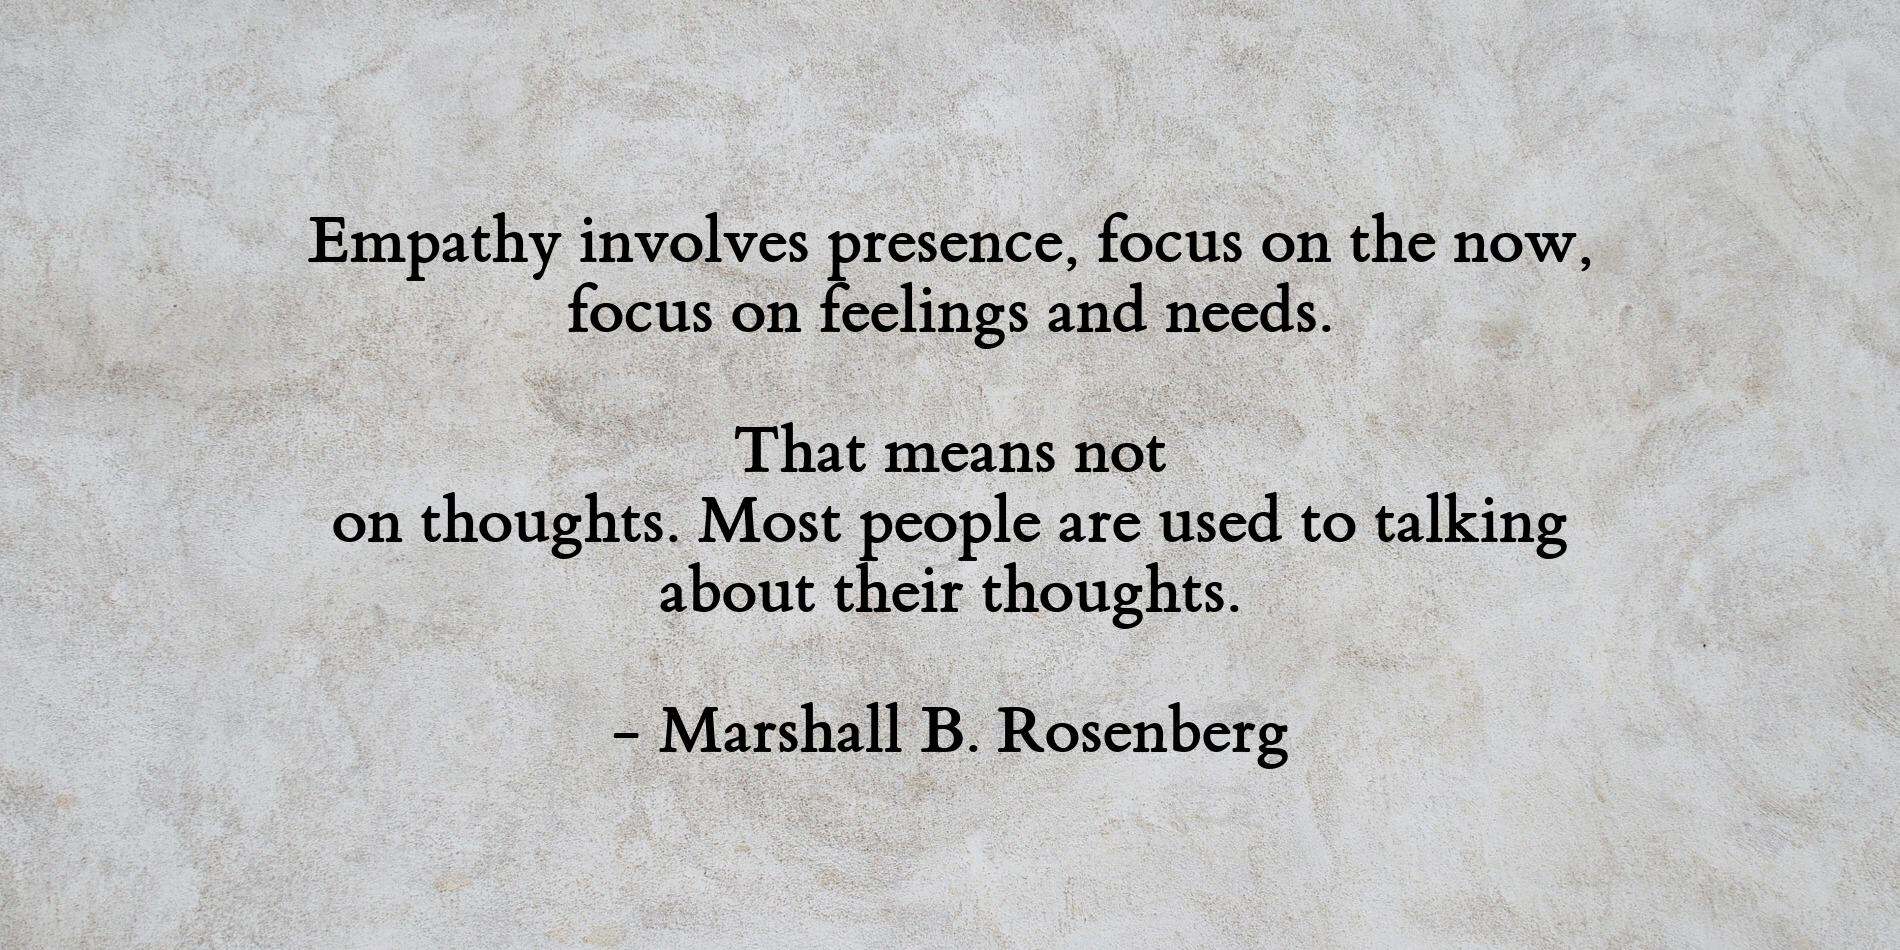 Empathy involves presence, focus on the now,
focus on feelings and needs.
That means not
on thoughts. Most people are used to talking
about their thoughts.
- Marshall B. Rosenberg